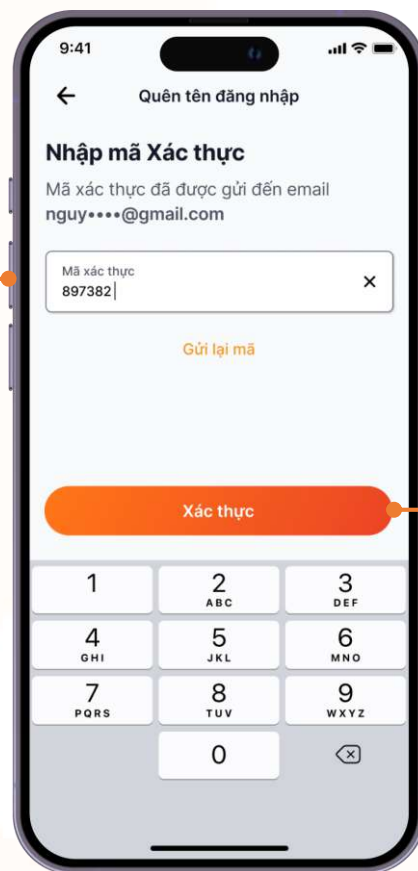 9:41
Quên tên đăng nhập
Nhập mã Xác thực
Mã xác thực đã được gửi đến email
nguy••••@gmail.com
Mã xác thực
897382
Gửi lại mã
Xác thực
1 2 3
ABC DEF
4 5 6
GHI JKL MNO
7 8 9
PQRS TUV WXYZ
0